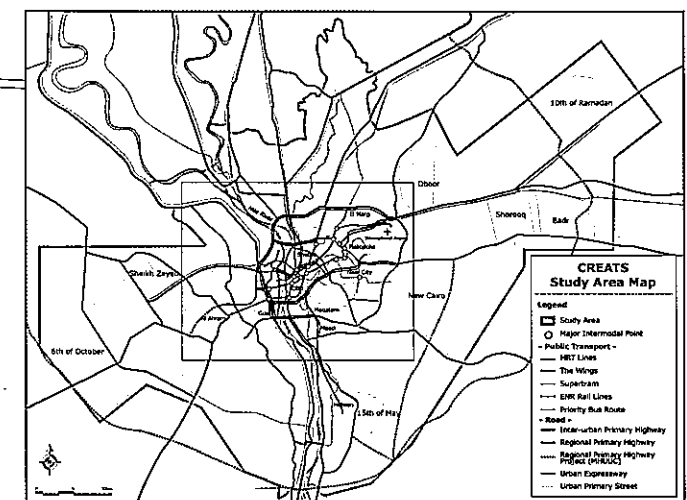 10th of Ramadan
Oboor
Shorooq
Badr
El Marg
Heliopolis
Nasr City
Sheikh Zayed
New Cairo
Maadi
6th of October
15th of May
CREATS
Study Area Map
Legend
Study Area
Major Intermodal Point
- Public Transport -
HRT Lines
The Wings
Supertram
ENR Rail Lines
Priority Bus Route
- Road -
Inter-urban Primary Highway
Regional Primary Highway
Regional Primary Highway
Project (MHUUC)
Urban Expressway
Urban Primary Street